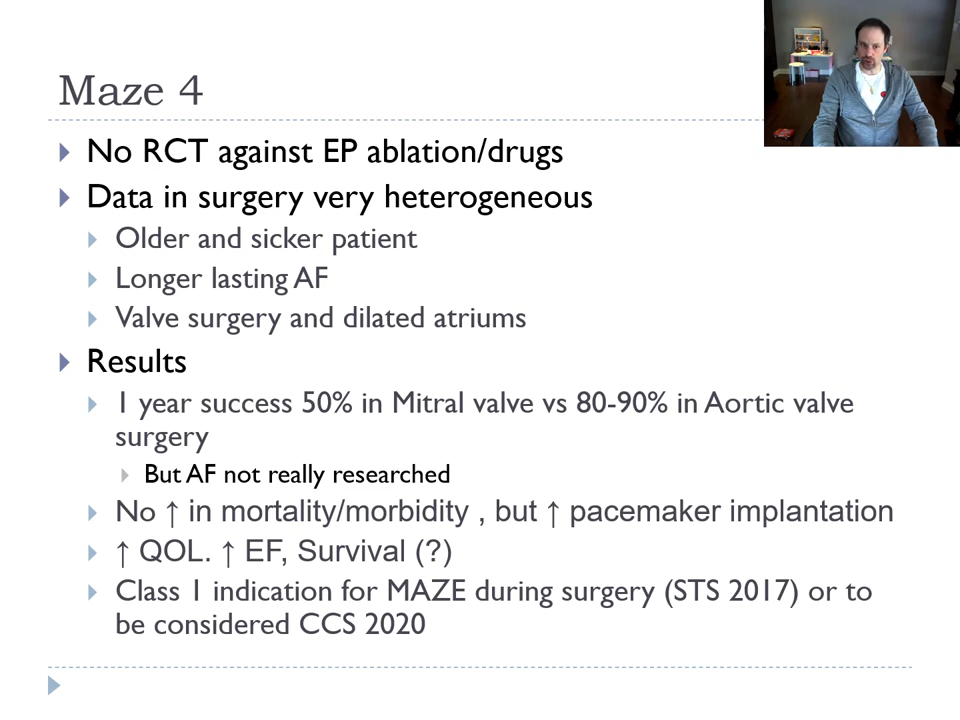 Maze 4
No RCT against EP ablation/drugs
Data in surgery very heterogeneous
Older and sicker patient
Longer lasting AF
Valve surgery and dilated atriums
Results
1 year success 50% in Mitral valve vs 80-90% in Aortic valve
surgery
But AF not really researched
No ↑ in mortality/morbidity , but ↑ pacemaker implantation
↑ QOL. ↑ EF, Survival (?)
Class 1 indication for MAZE during surgery (STS 2017) or to
be considered CCS 2020